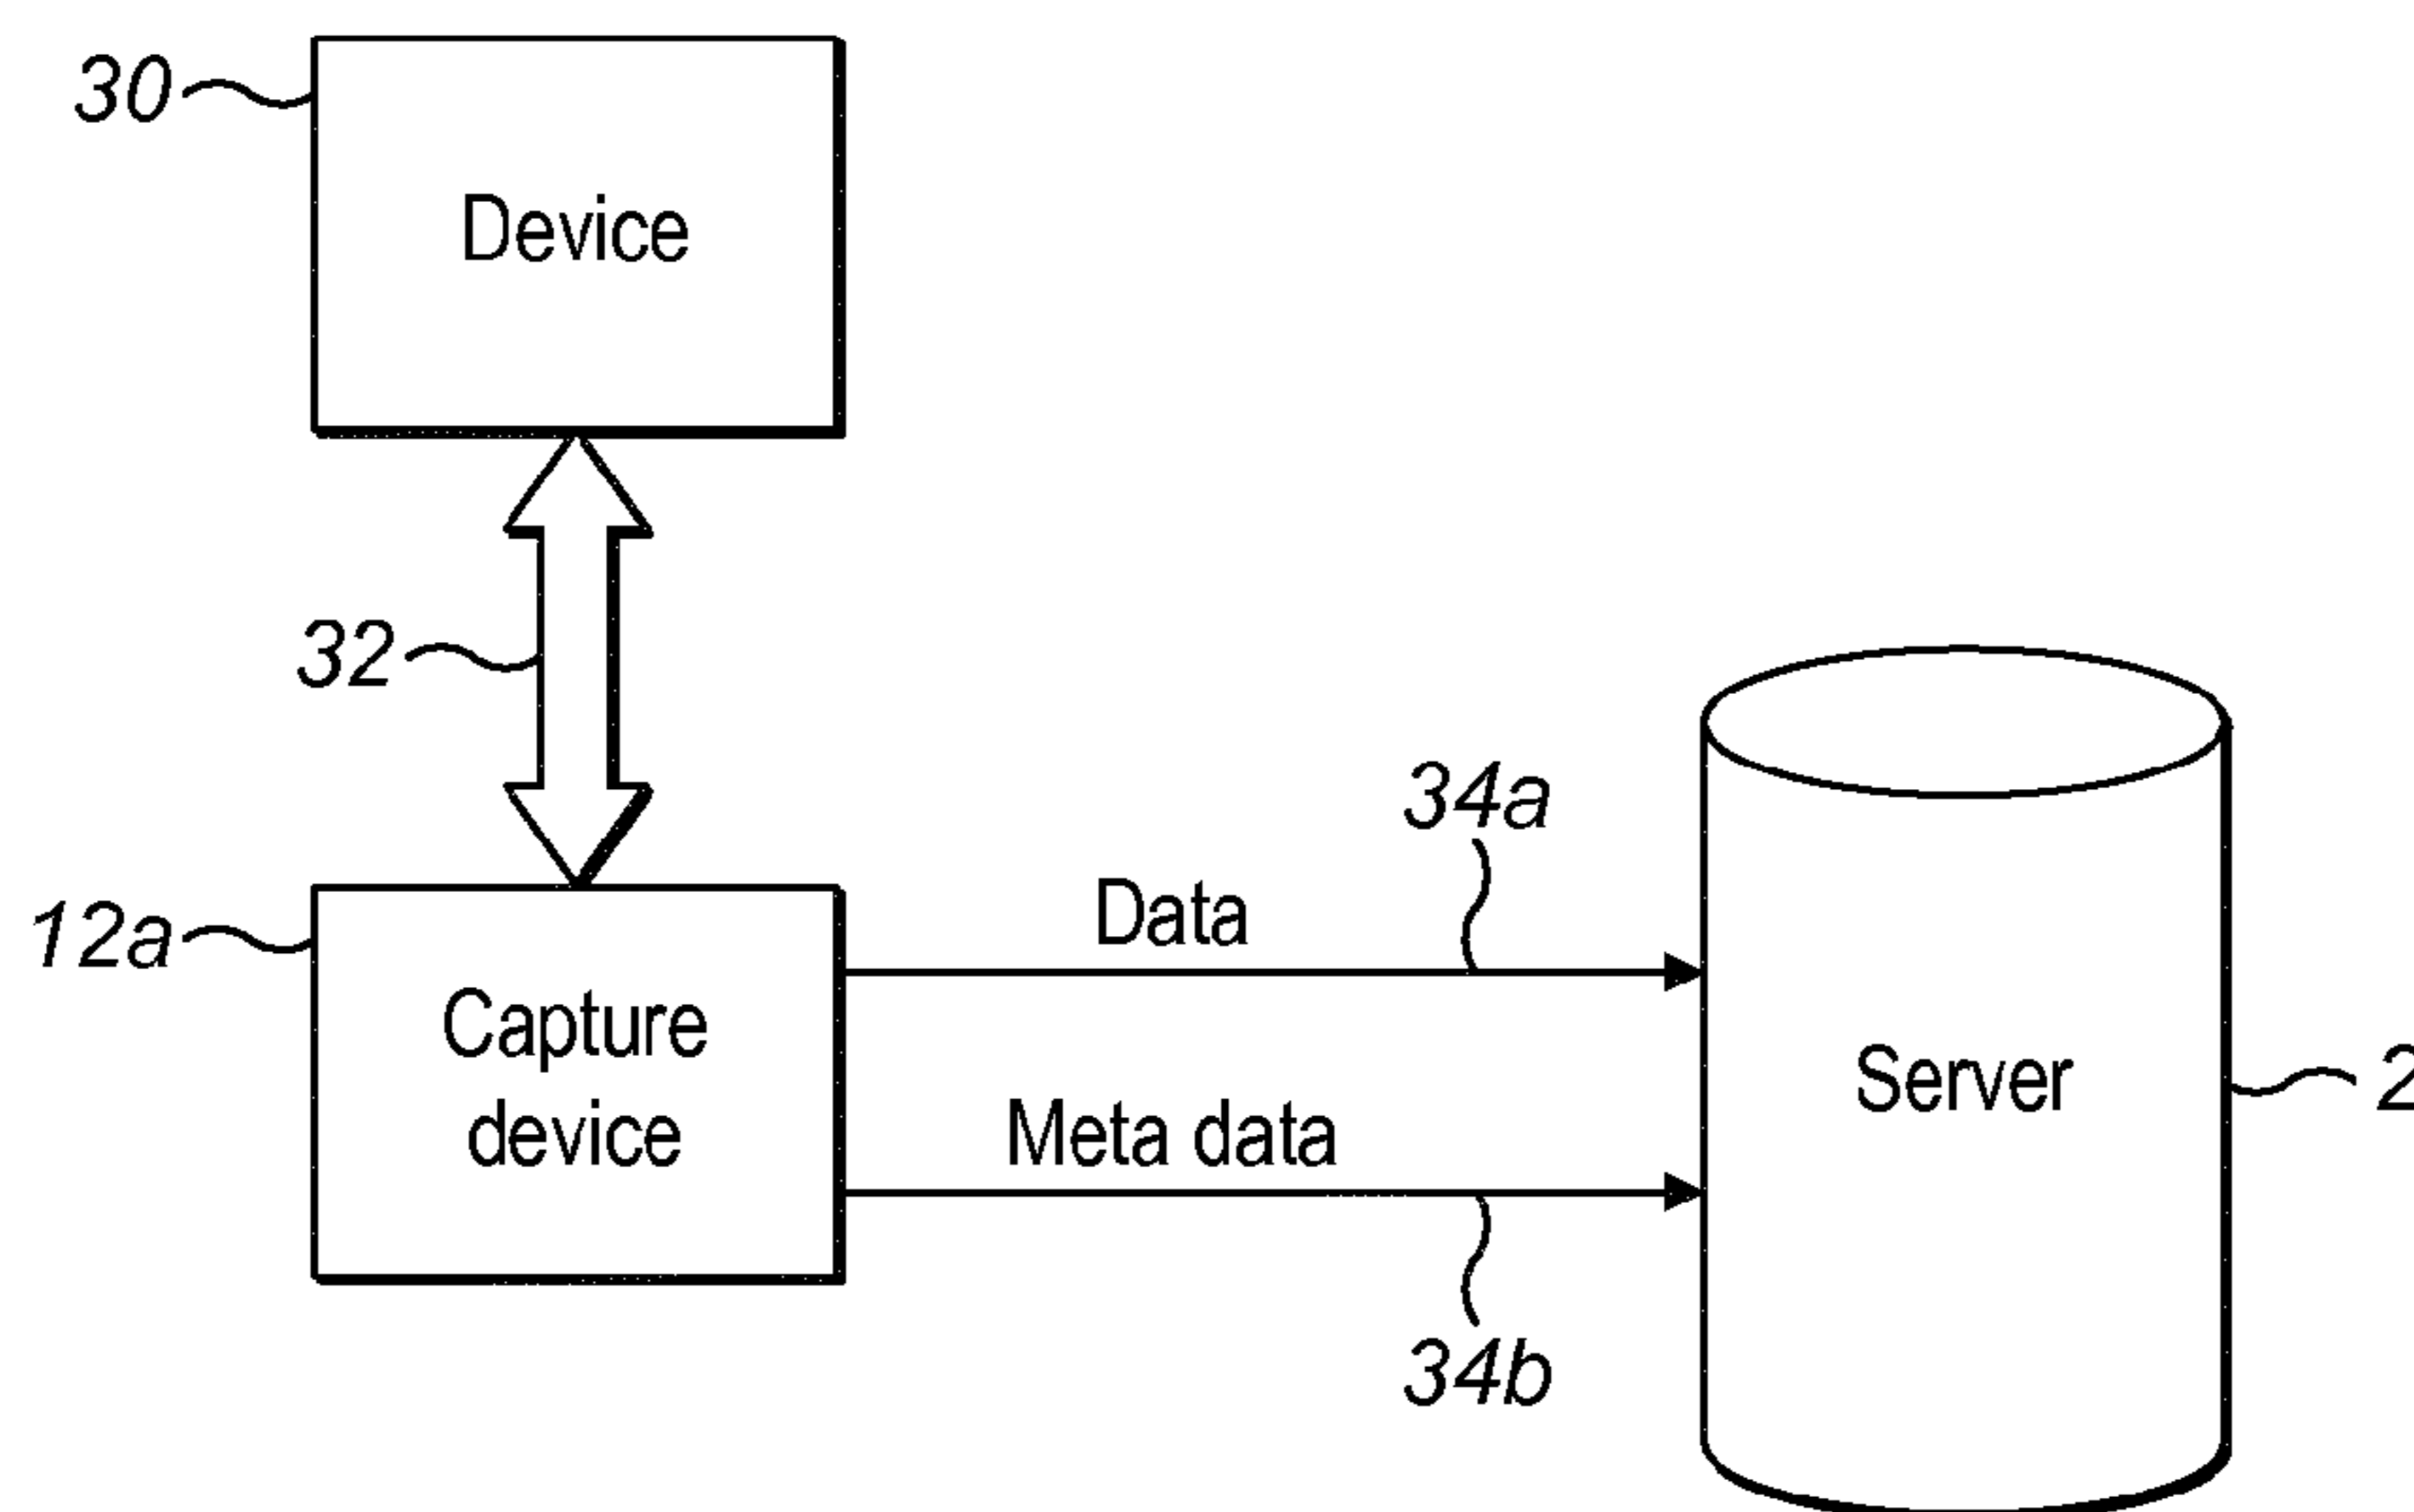 30
Device
32
12a
Capture
device
Data
34a
Meta data
34b
Server